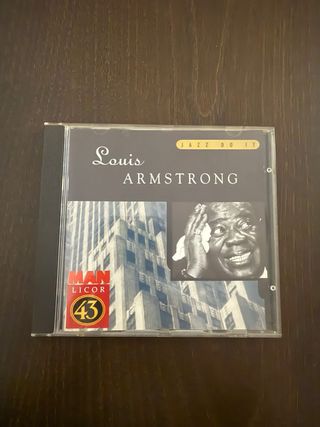 JAZZ DO IT
Louis
ARMSTRONG
MAN
LICOR
43